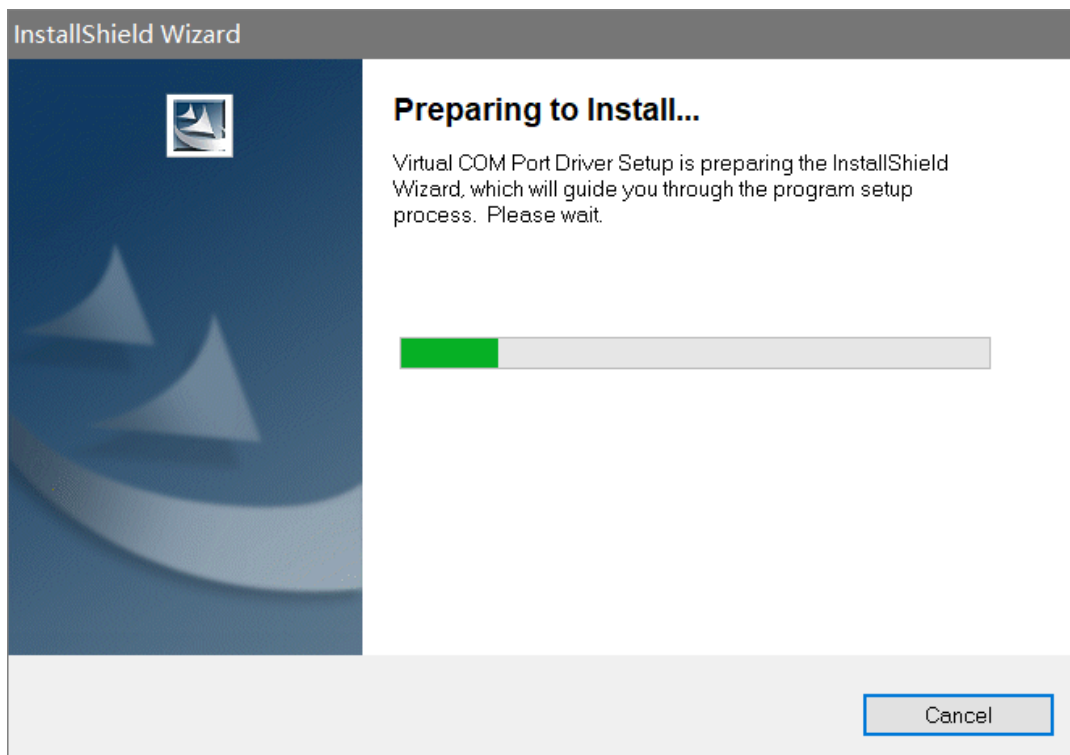 InstallShield Wizard
Preparing to Install...
Virtual COM Port Driver Setup is preparing the InstallShield
Wizard, which will guide you through the program setup
process.  Please wait.
Cancel